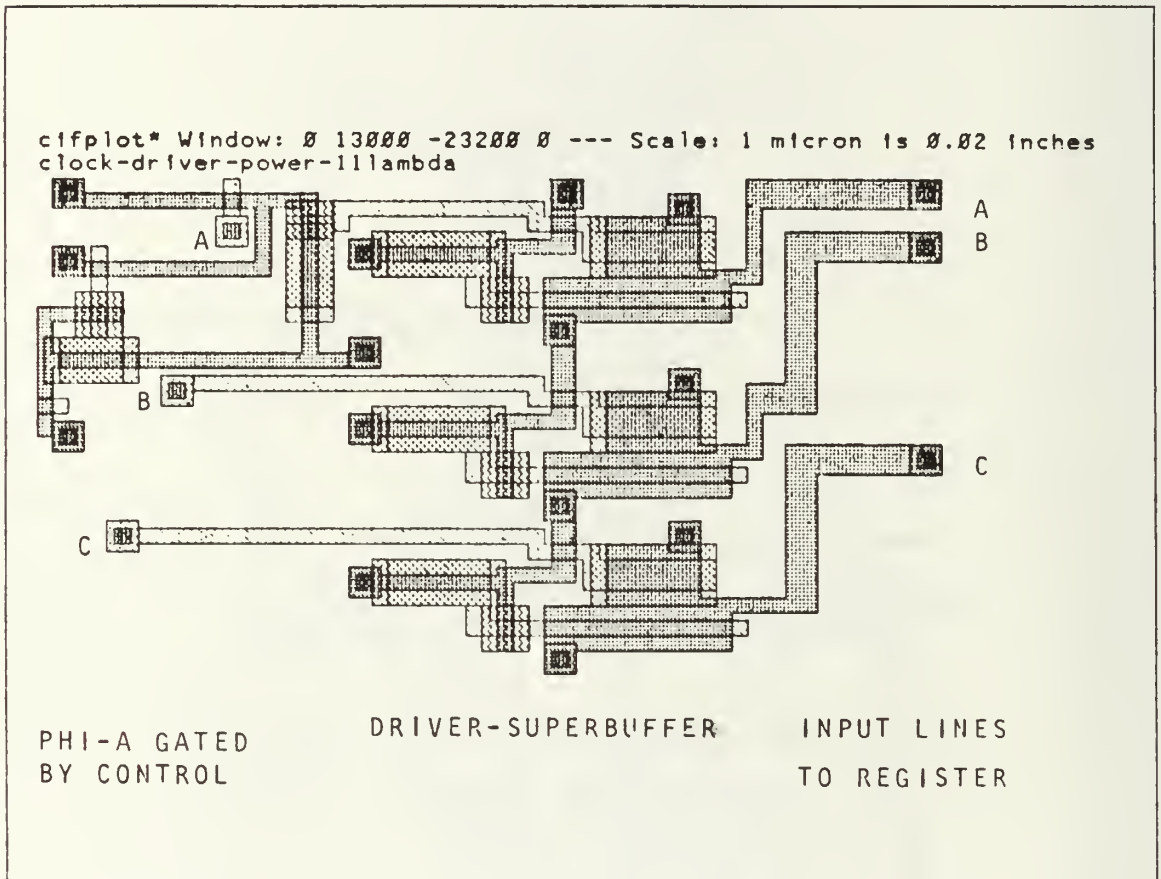 cifplot* Window: 0 13000 -23200 0 --- Scale: 1 micron is 0.02 inches
clock-driver-power-111lambda
A
A
B
B
C
C
PHI-A GATED
BY CONTROL
DRIVER-SUPERBUFFER
INPUT LINES
TO REGISTER